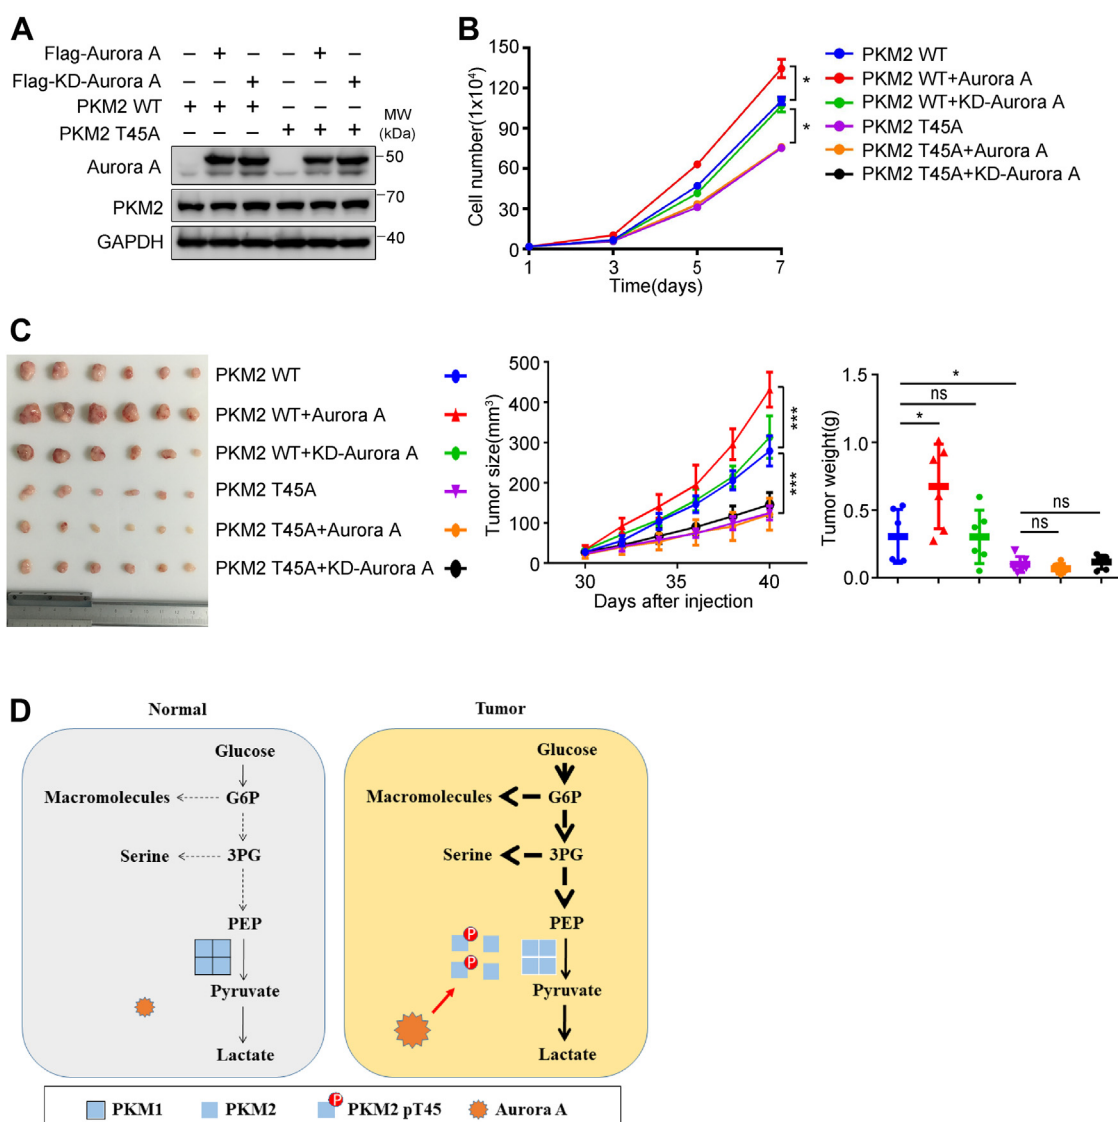 A
Flag-Aurora A − + − − + −
Flag-KD-Aurora A − − + − − +
PKM2 WT + + + − − −
PKM2 T45A − − − + + +
MW
(kDa)
Aurora A
50
PKM2
70
GAPDH
40
B
Cell number(1x10⁴)
150
120
90
60
30
0
1 3 5 7
Time(days)
*
*
PKM2 WT
PKM2 WT+Aurora A
PKM2 WT+KD-Aurora A
PKM2 T45A
PKM2 T45A+Aurora A
PKM2 T45A+KD-Aurora A
C
PKM2 WT
PKM2 WT+Aurora A
PKM2 WT+KD-Aurora A
PKM2 T45A
PKM2 T45A+Aurora A
PKM2 T45A+KD-Aurora A
Tumor size(mm³)
500
400
300
200
100
0
30 35 40
Days after injection
***
***
Tumor weight(g)
1.5
1.0
0.5
0.0
*
ns
*
ns
ns
D
Normal
Glucose
Macromolecules G6P
Serine 3PG
PEP
Pyruvate
Lactate
Tumor
Glucose
Macromolecules G6P
Serine 3PG
PEP
P
P
Pyruvate
Lactate
PKM1 PKM2 P PKM2 pT45 Aurora A